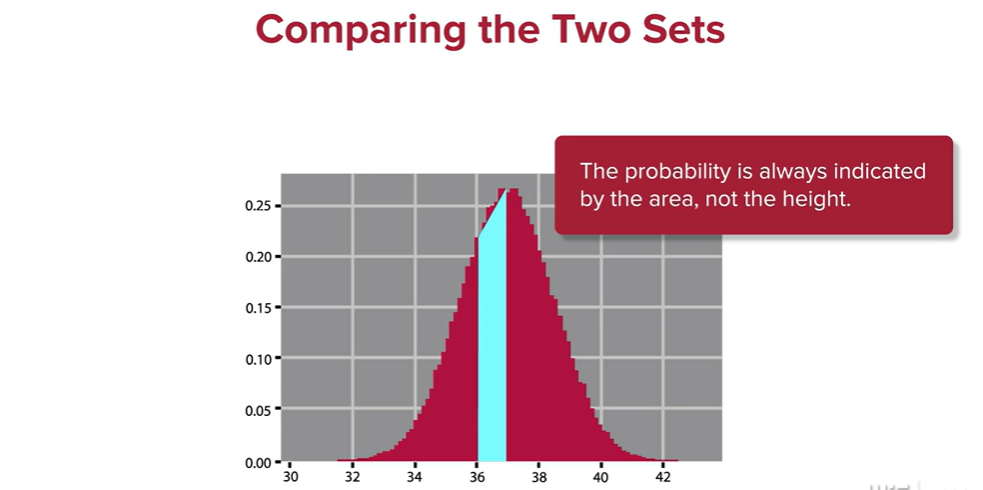 Comparing the Two Sets
The probability is always indicated
by the area, not the height.
0.25
0.20
0.15
0.10
0.05
0.00
30 32 34 36 38 40 42